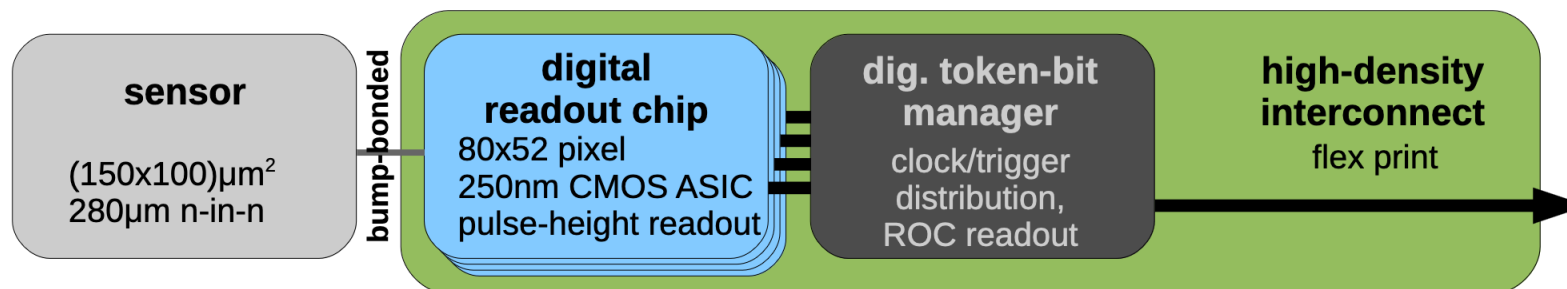 sensor
(150x100)µm²
280µm n-in-n
bump-bonded
digital
readout chip
80x52 pixel
250nm CMOS ASIC
pulse-height readout
dig. token-bit
manager
clock/trigger
distribution,
ROC readout
high-density
interconnect
flex print